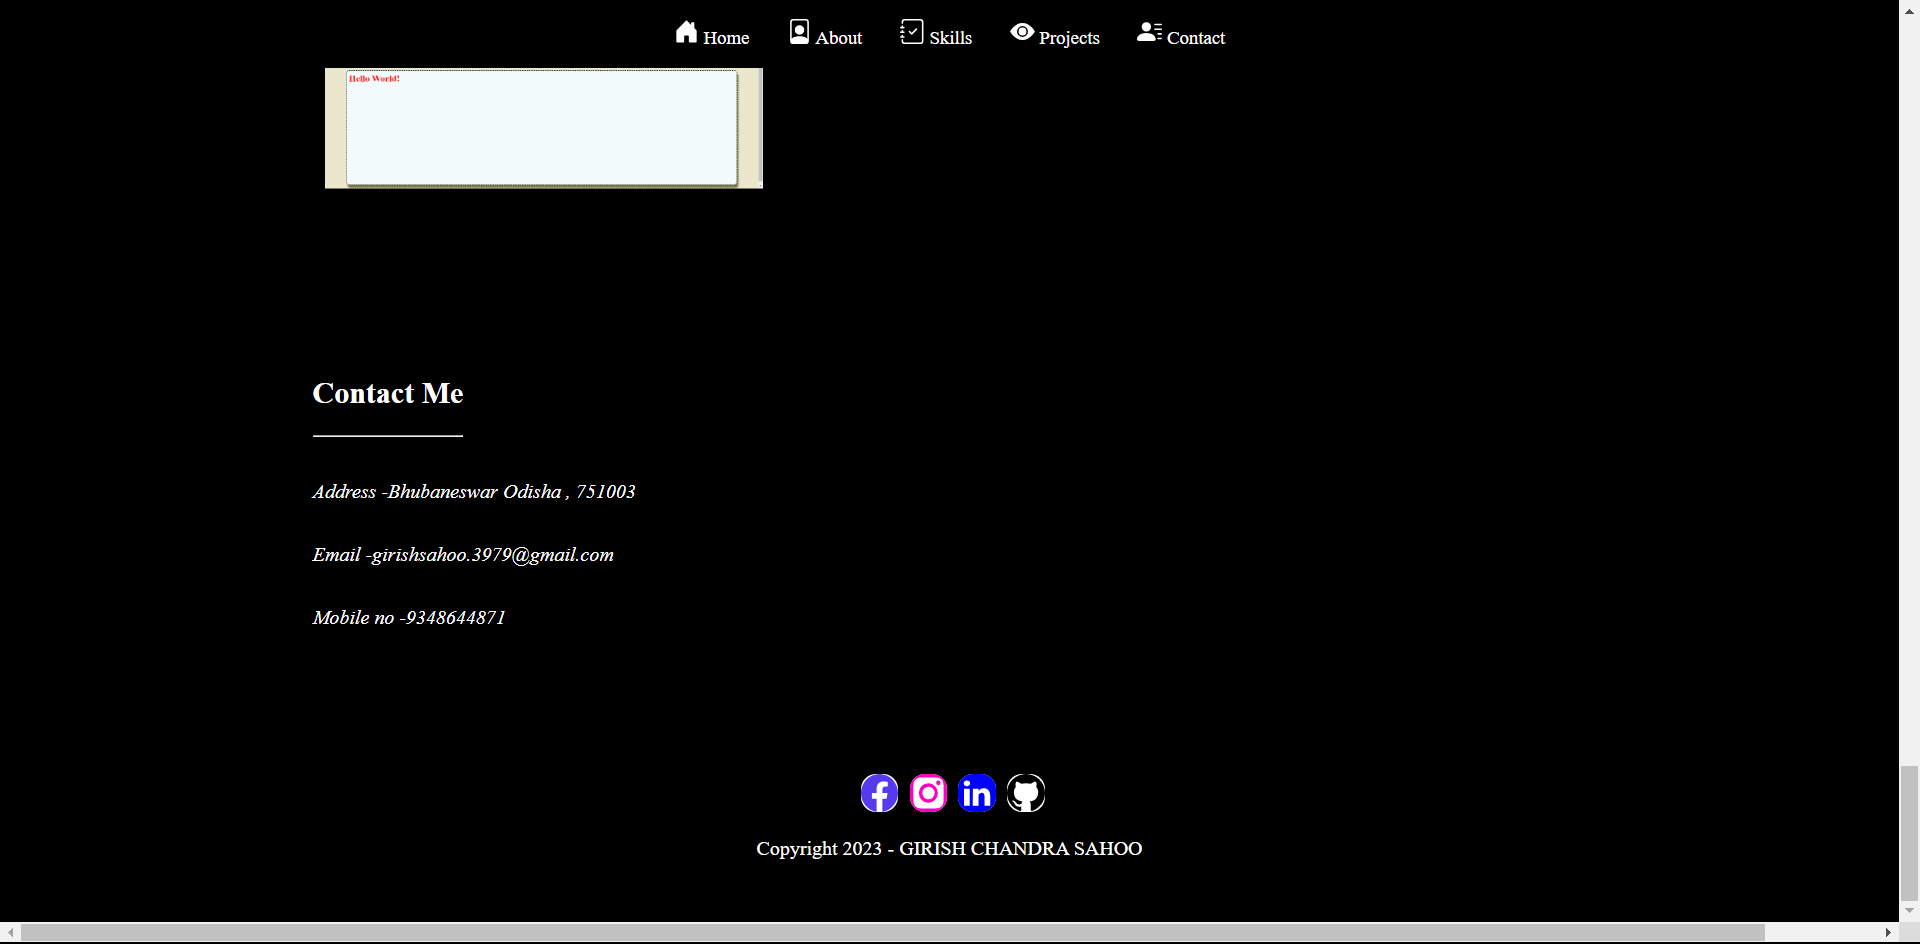 Home About Skills Projects Contact
Hello World!
Contact Me
Address -Bhubaneswar Odisha , 751003
Email -girishsahoo.3979@gmail.com
Mobile no -9348644871
Copyright 2023 - GIRISH CHANDRA SAHOO